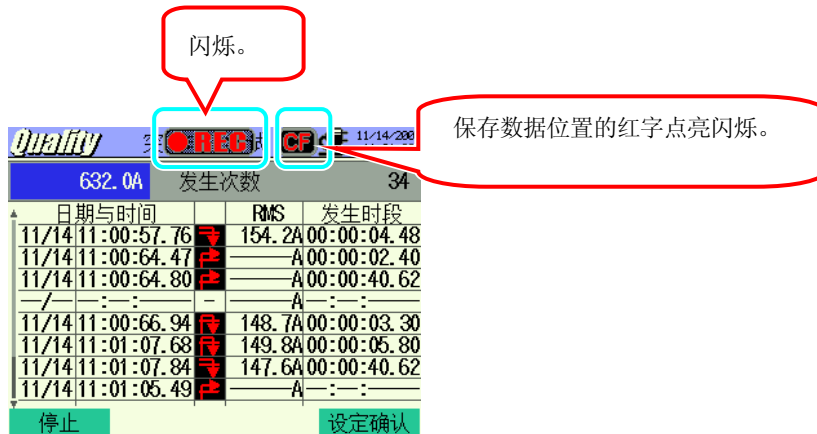 闪烁。
保存数据位置的红字点亮闪烁。
Quality REC CF 11/14/200
632.0A 发生次数 34
日期与时间 RMS 发生时段
11/14 11:00:57.76 154.2A 00:00:04.48
11/14 11:00:64.47 ――A 00:00:02.40
11/14 11:00:64.80 ――A 00:00:40.62
―/― ―:―:― - ――A ―:―:―
11/14 11:00:66.94 148.7A 00:00:03.30
11/14 11:01:07.68 149.8A 00:00:05.80
11/14 11:01:07.84 147.6A 00:00:40.62
11/14 11:01:05.49 ――A ―:―:―
停止 设定确认